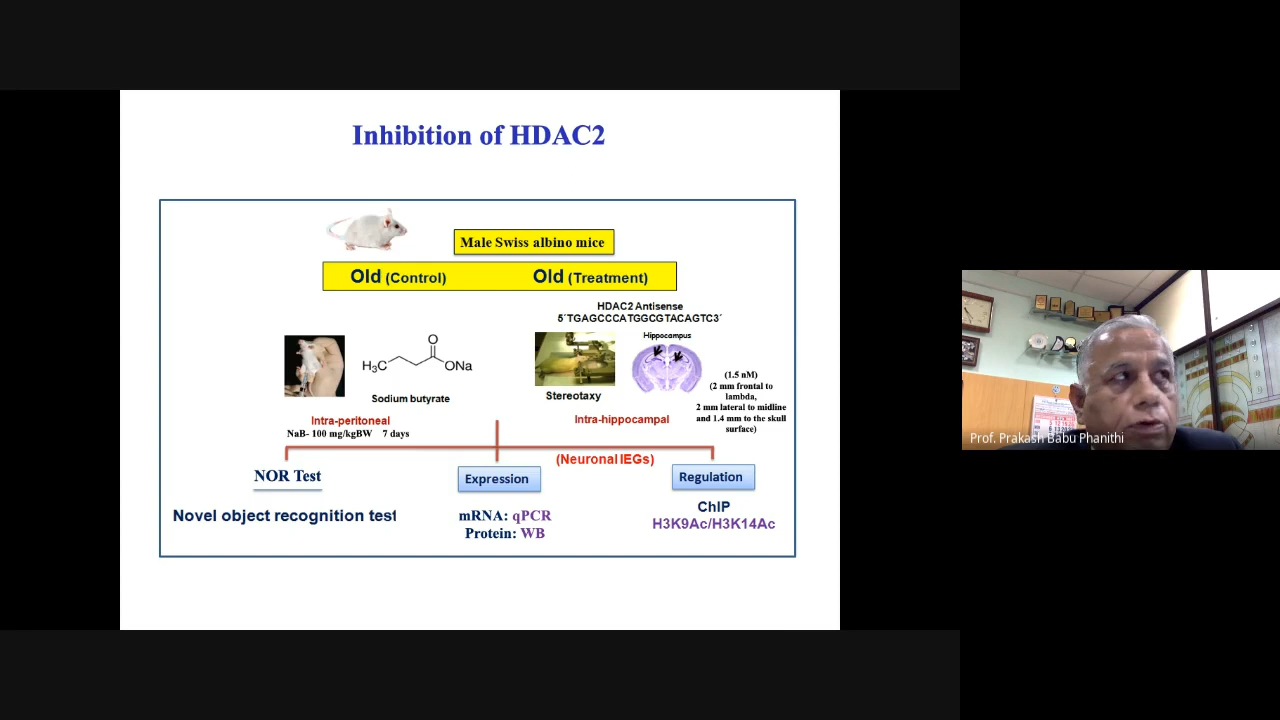 Inhibition of HDAC2
Male Swiss albino mice
Old (Control) Old (Treatment)
HDAC2 Antisense
5´TGAGCCCATGGCGTACAGTC3´
Hippocampus
H₃C O ONa
Sodium butyrate
Stereotaxy
(1.5 nM)
(2 mm frontal to
lambda,
2 mm lateral to midline
and 1.4 mm to the skull
surface)
Intra-peritoneal
NaB- 100 mg/kgBW 7 days
Intra-hippocampal
(Neuronal IEGs)
NOR Test
Novel object recognition test
Expression
mRNA: qPCR
Protein: WB
Regulation
ChIP
H3K9Ac/H3K14Ac
Prof. Prakash Babu Phanithi